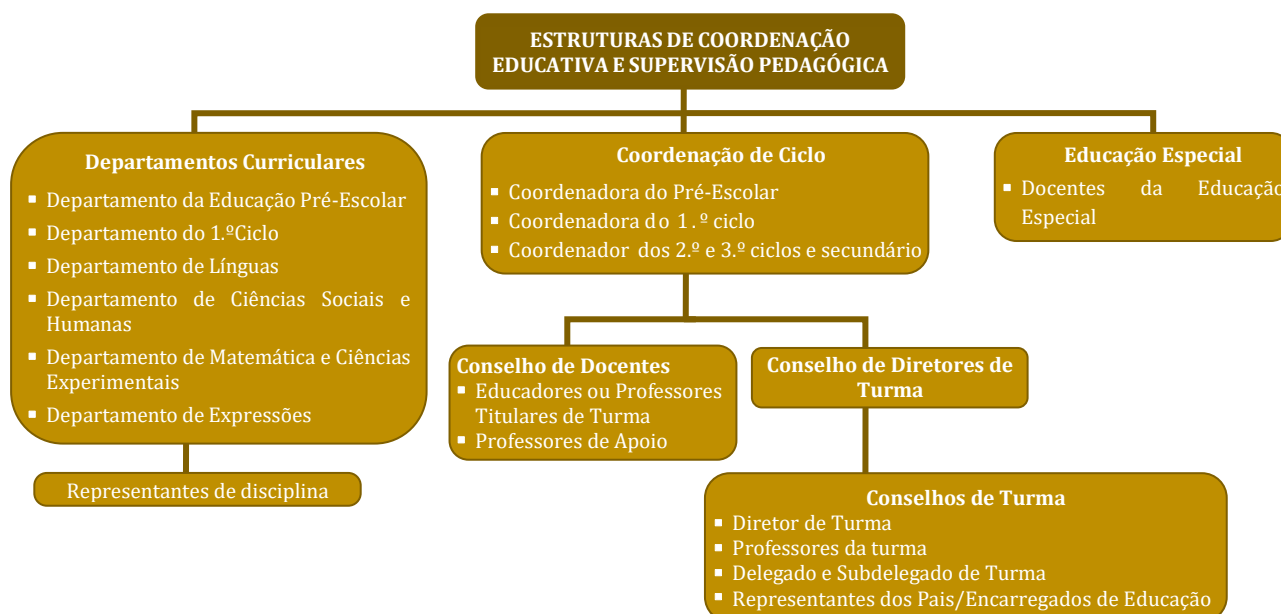 ESTRUTURAS DE COORDENAÇÃO
EDUCATIVA E SUPERVISÃO PEDAGÓGICA
Departamentos Curriculares
▪ Departamento da Educação Pré-Escolar
▪ Departamento do 1.ºCiclo
▪ Departamento de Línguas
▪ Departamento de Ciências Sociais e
Humanas
▪ Departamento de Matemática e Ciências
Experimentais
▪ Departamento de Expressões
Representantes de disciplina
Coordenação de Ciclo
▪ Coordenadora do Pré-Escolar
▪ Coordenadora do 1.º ciclo
▪ Coordenador dos 2.º e 3.º ciclos e secundário
Conselho de Docentes
▪ Educadores ou Professores
Titulares de Turma
▪ Professores de Apoio
Conselho de Diretores de
Turma
Conselhos de Turma
▪ Diretor de Turma
▪ Professores da turma
▪ Delegado e Subdelegado de Turma
▪ Representantes dos Pais/Encarregados de Educação
Educação Especial
▪ Docentes da Educação
Especial